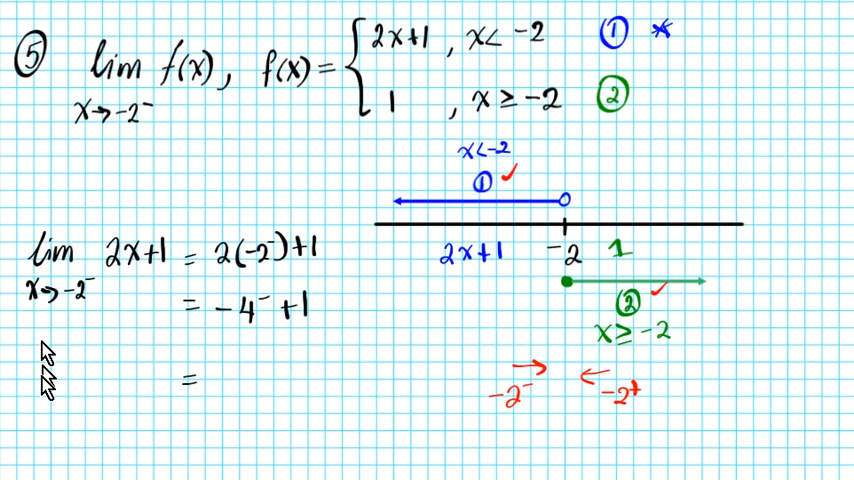 ⑤ lim f(x), f(x) = { 2x+1 , x < -2 ① *
x→-2⁻
1 , x ≥ -2 ②
x<-2
① ✓
lim 2x+1 = 2(-2⁻)+1
x→-2⁻
= -4⁻ +1
=
2x+1 -2 1
② ✓
x ≥ -2
→ ←
-2⁻ -2⁺